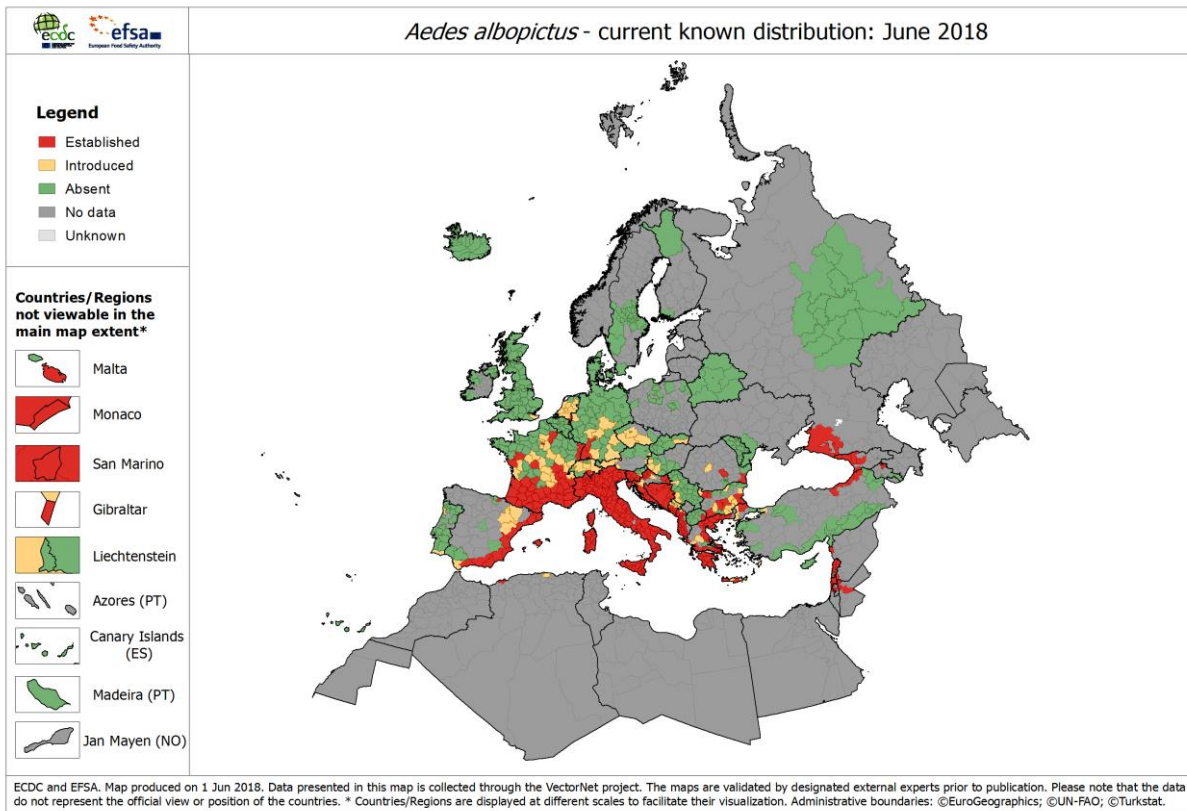 ecdc
efsa
European Food Safety Authority
Aedes albopictus - current known distribution: June 2018
Legend
Established
Introduced
Absent
No data
Unknown
Countries/Regions
not viewable in the
main map extent*
Malta
Monaco
San Marino
Gibraltar
Liechtenstein
Azores (PT)
Canary Islands
(ES)
Madeira (PT)
Jan Mayen (NO)
ECDC and EFSA. Map produced on 1 Jun 2018. Data presented in this map is collected through the VectorNet project. The maps are validated by designated external experts prior to publication. Please note that the data
do not represent the official view or position of the countries. * Countries/Regions are displayed at different scales to facilitate their visualization. Administrative boundaries: ©EuroGeographics; ©UN-FAO; ©Turkstat.